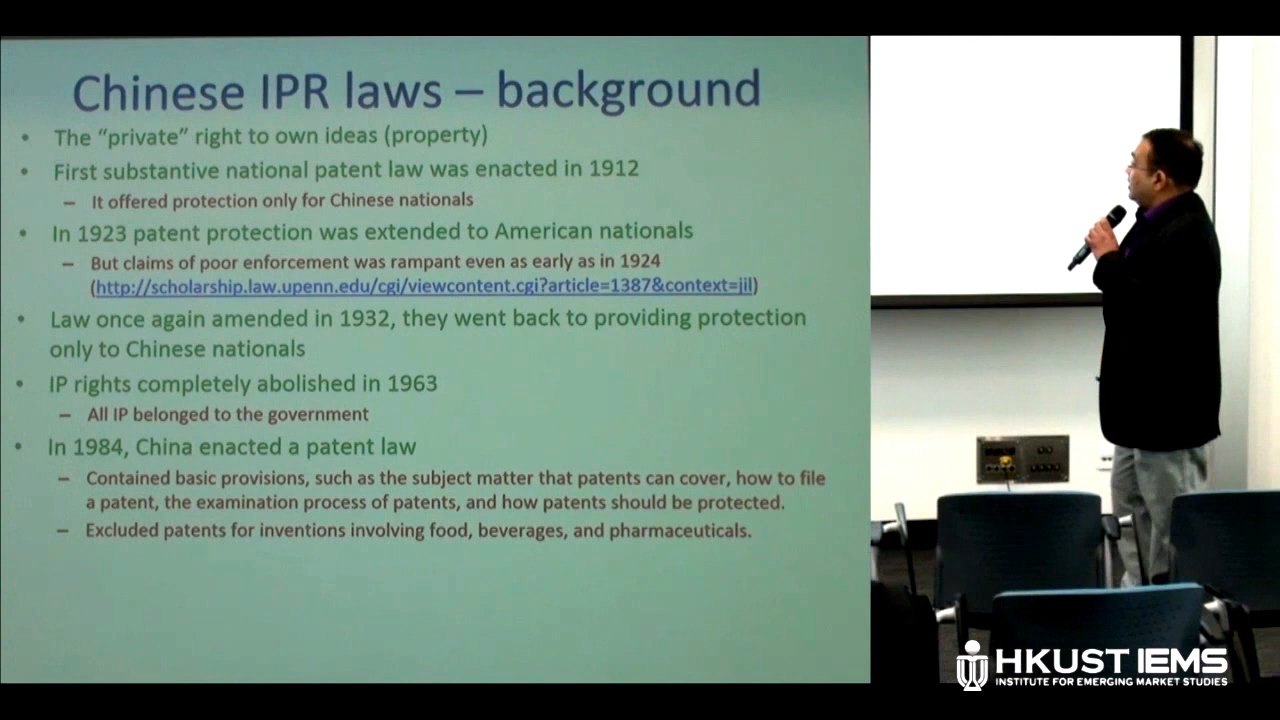 Chinese IPR laws – background
• The “private” right to own ideas (property)
• First substantive national patent law was enacted in 1912
– It offered protection only for Chinese nationals
• In 1923 patent protection was extended to American nationals
– But claims of poor enforcement was rampant even as early as in 1924
(http://scholarship.law.upenn.edu/cgi/viewcontent.cgi?article=1387&context=jil)
• Law once again amended in 1932, they went back to providing protection
only to Chinese nationals
• IP rights completely abolished in 1963
– All IP belonged to the government
• In 1984, China enacted a patent law
– Contained basic provisions, such as the subject matter that patents can cover, how to file
a patent, the examination process of patents, and how patents should be protected.
– Excluded patents for inventions involving food, beverages, and pharmaceuticals.
HKUST IEMS
INSTITUTE FOR EMERGING MARKET STUDIES